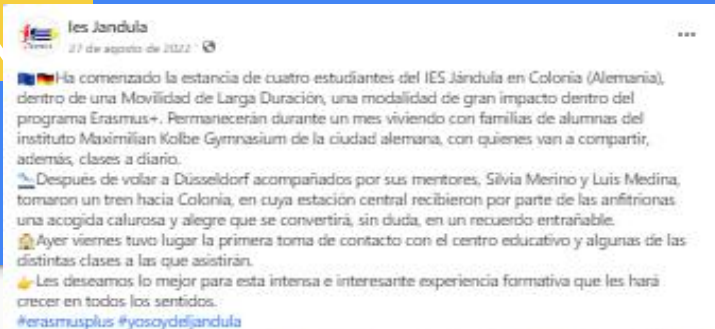 Ies Jandula
27 de agosto de 2022
Ha comenzado la estancia de cuatro estudiantes del IES Jándula en Colonia (Alemania),
dentro de una Movilidad de Larga Duración, una modalidad de gran impacto dentro del
programa Erasmus+. Permanecerán durante un mes viviendo con familias de alumnas del
instituto Maximilian Kolbe Gymnasium de la ciudad alemana, con quienes van a compartir,
además, clases a diario.
Después de volar a Düsseldorf acompañados por sus mentores, Silvia Merino y Luis Medina,
tomaron un tren hacia Colonia, en cuya estación central recibieron por parte de las anfitrionas
una acogida calurosa y alegre que se convertirá, sin duda, en un recuerdo entrañable.
Ayer viernes tuvo lugar la primera toma de contacto con el centro educativo y algunas de las
distintas clases a las que asistirán.
Les deseamos lo mejor para esta intensa e interesante experiencia formativa que les hará
crecer en todos los sentidos.
#erasmusplus #yosoydeljandula